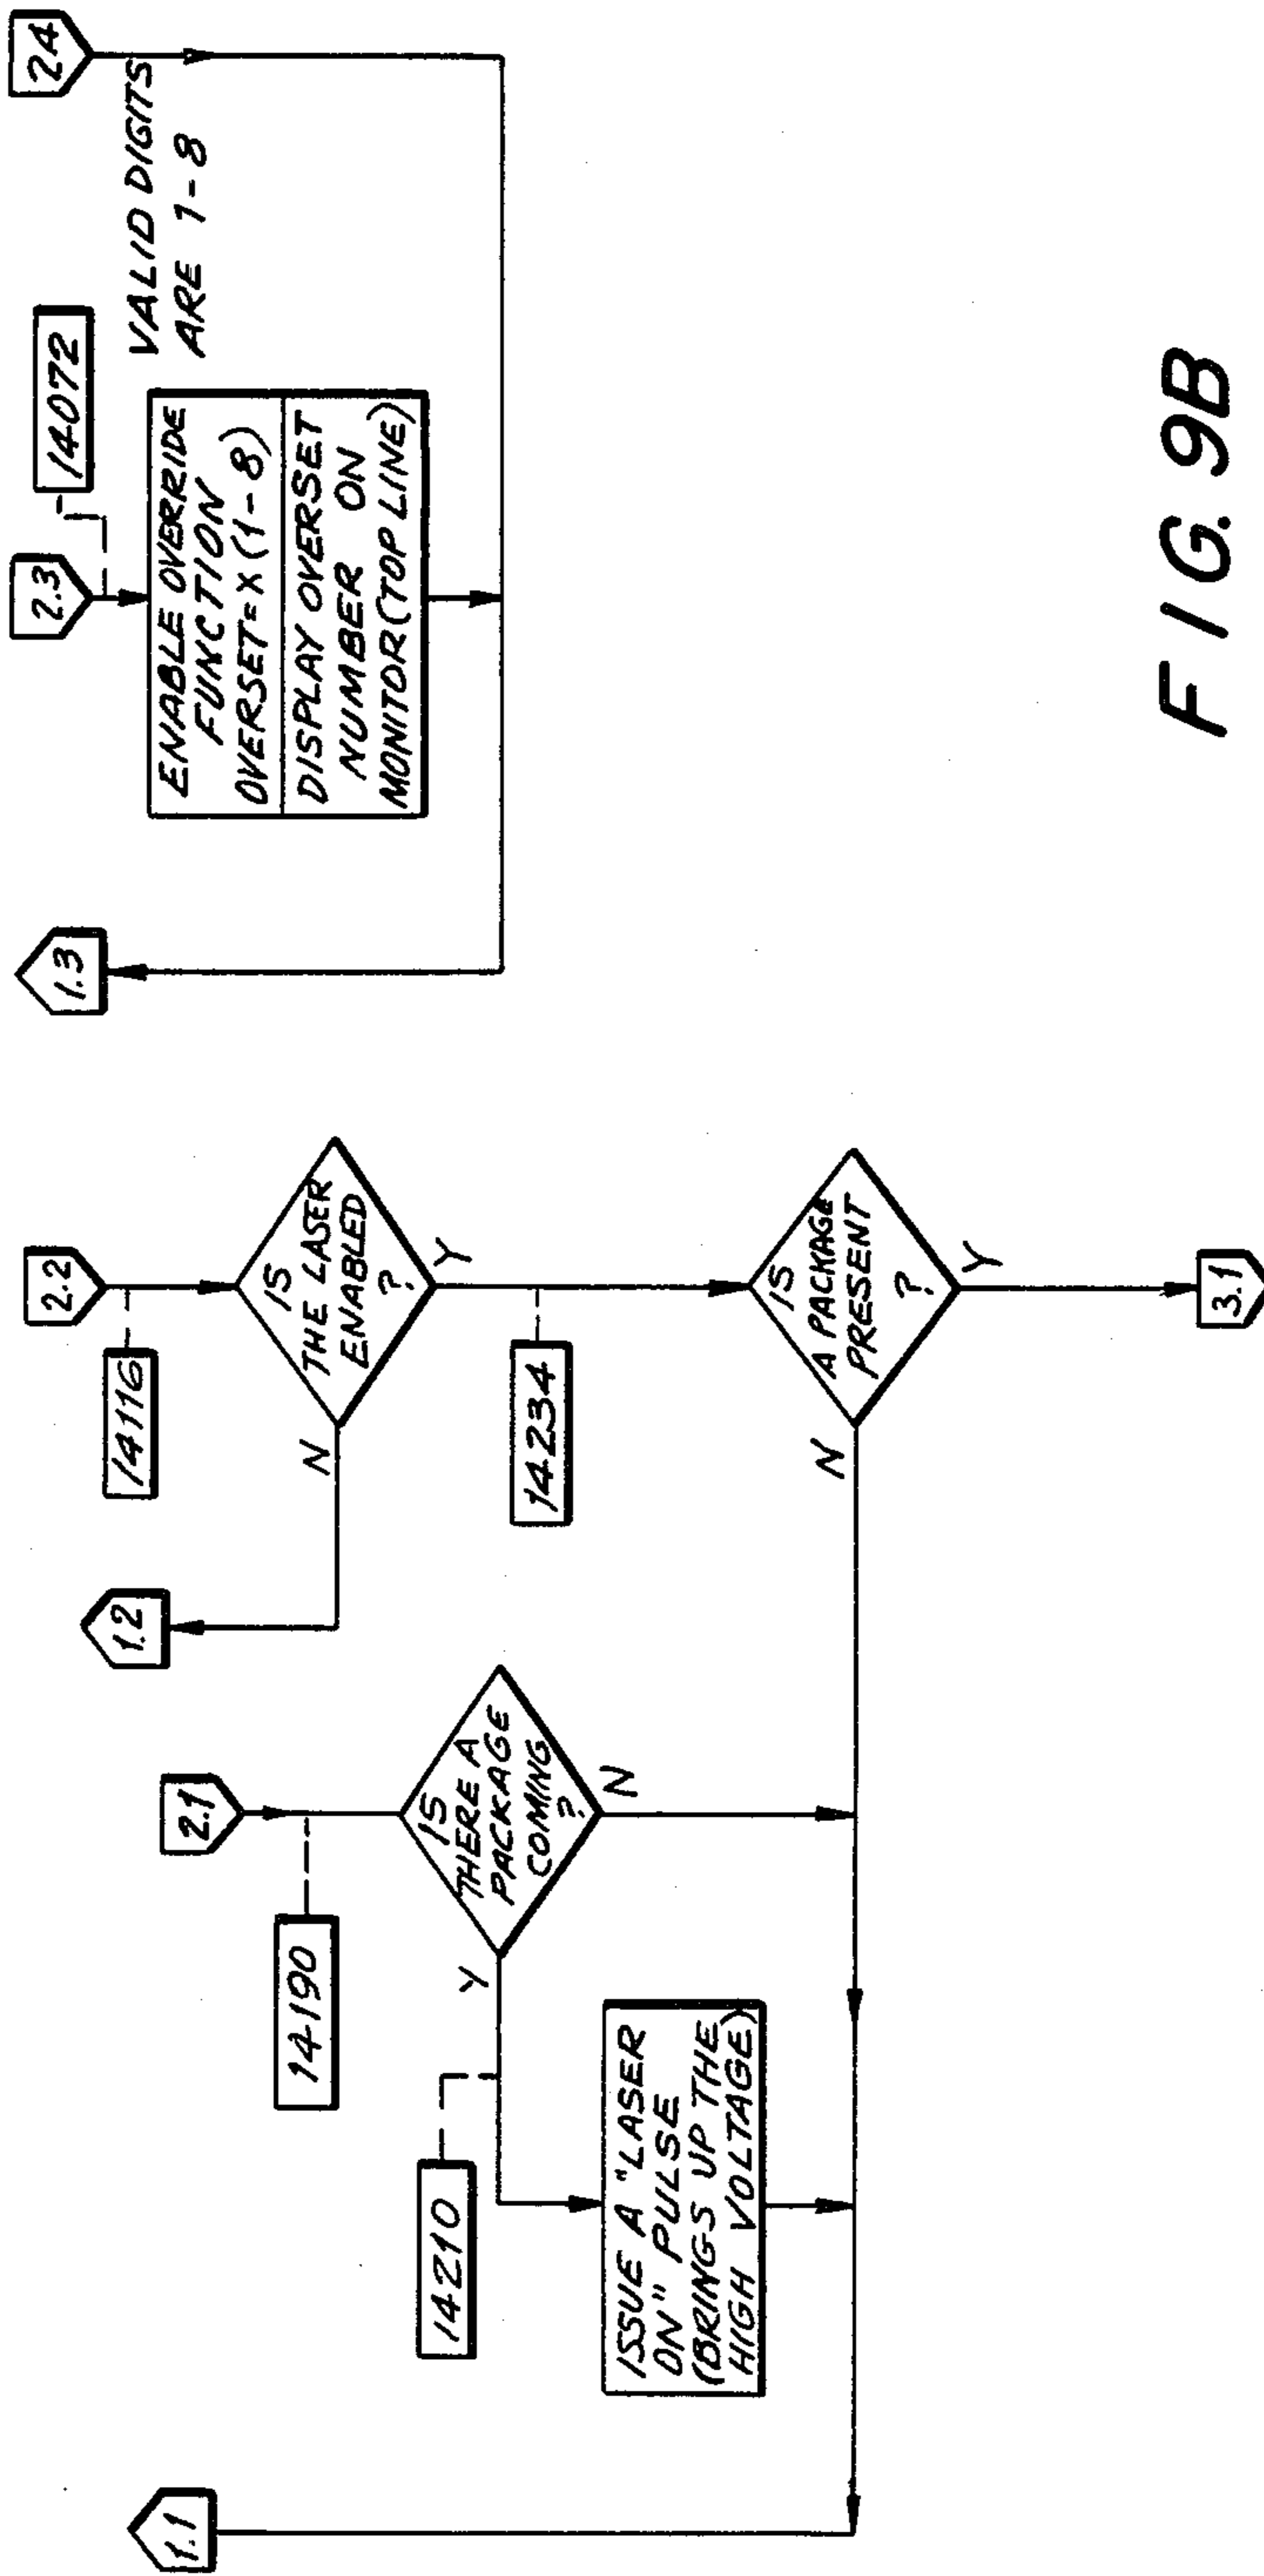 1.1
14210
ISSUE A "LASER
ON" PULSE
(BRINGS UP THE
HIGH VOLTAGE)
Y
14190
2.1
IS
THERE A
PACKAGE
COMING
?
N
1.2
14116
2.2
IS
THE LASER
ENABLED
?
N
Y
14234
IS
A PACKAGE
PRESENT
?
N
Y
3.1
1.3
2.3
14072
ENABLE OVERRIDE
FUNCTION
OVERSET=X(1-8)
DISPLAY OVERSET
NUMBER ON
MONITOR(TOP LINE)
VALID DIGITS
ARE 1-8
2.4
FIG. 9B